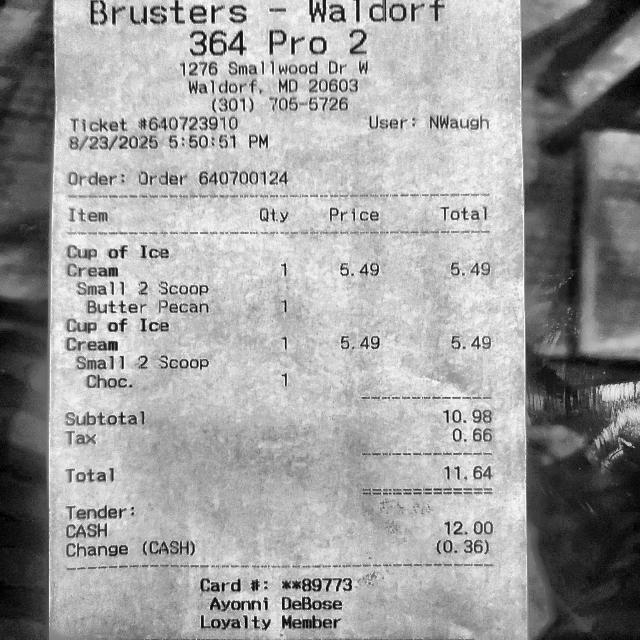 Brusters - Waldorf
364 Pro 2
1276 Smallwood Dr W
Waldorf, MD 20603
(301) 705-5726
Ticket #640723910 User: NWaugh
8/23/2025 5:50:51 PM
Order: Order 640700124
Item Qty Price Total
Cup of Ice
Cream 1 5.49 5.49
Small 2 Scoop
Butter Pecan 1
Cup of Ice
Cream 1 5.49 5.49
Small 2 Scoop
Choc. 1
Subtotal 10.98
Tax 0.66
Total 11.64
Tender:
CASH 12.00
Change (CASH) (0.36)
Card #: **89773
Ayonni DeBose
Loyalty Member